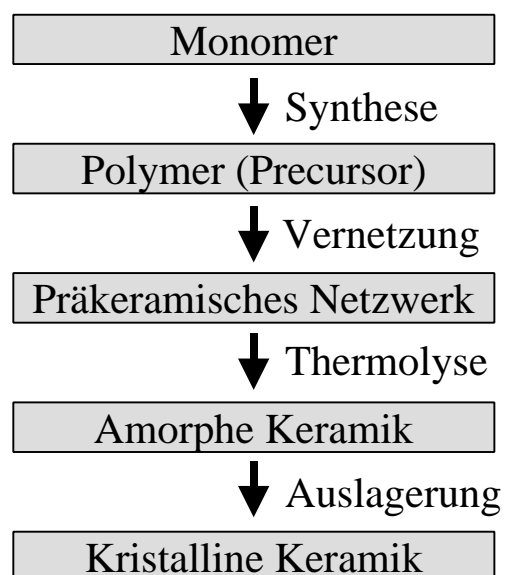 Monomer
Synthese
Polymer (Precursor)
Vernetzung
Präkeramisches Netzwerk
Thermolyse
Amorphe Keramik
Auslagerung
Kristalline Keramik